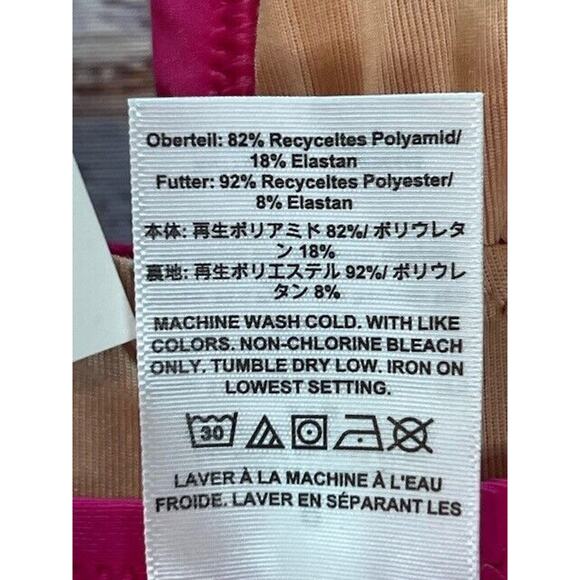 Oberteil: 82% Recyceltes Polyamid/
18% Elastan
Futter: 92% Recyceltes Polyester/
8% Elastan
本体: 再生ポリアミド 82%/ ポリウレタ
ン 18%
裏地: 再生ポリエステル 92%/ ポリウレ
タン 8%
MACHINE WASH COLD. WITH LIKE
COLORS. NON-CHLORINE BLEACH
ONLY. TUMBLE DRY LOW. IRON ON
LOWEST SETTING.
30
LAVER À LA MACHINE À L'EAU
FROIDE. LAVER EN SÉPARANT LES